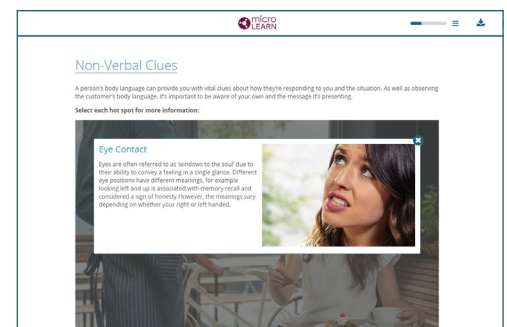 micro
LEARN
Non-Verbal Clues
A person's body language can provide you with vital clues about how they're responding to you and the situation. As well as observing
the customer's body language, it's important to be aware of your own and the message it's presenting.
Select each hot spot for more information:
Eye Contact
Eyes are often referred to as 'windows to the soul' due to
their ability to convey a feeling in a single glance. Different
eye positions have different meanings, for example
looking left and up is associated with memory recall and
considered a sign of honesty.However, the meanings vary
depending on whether your right or left handed.